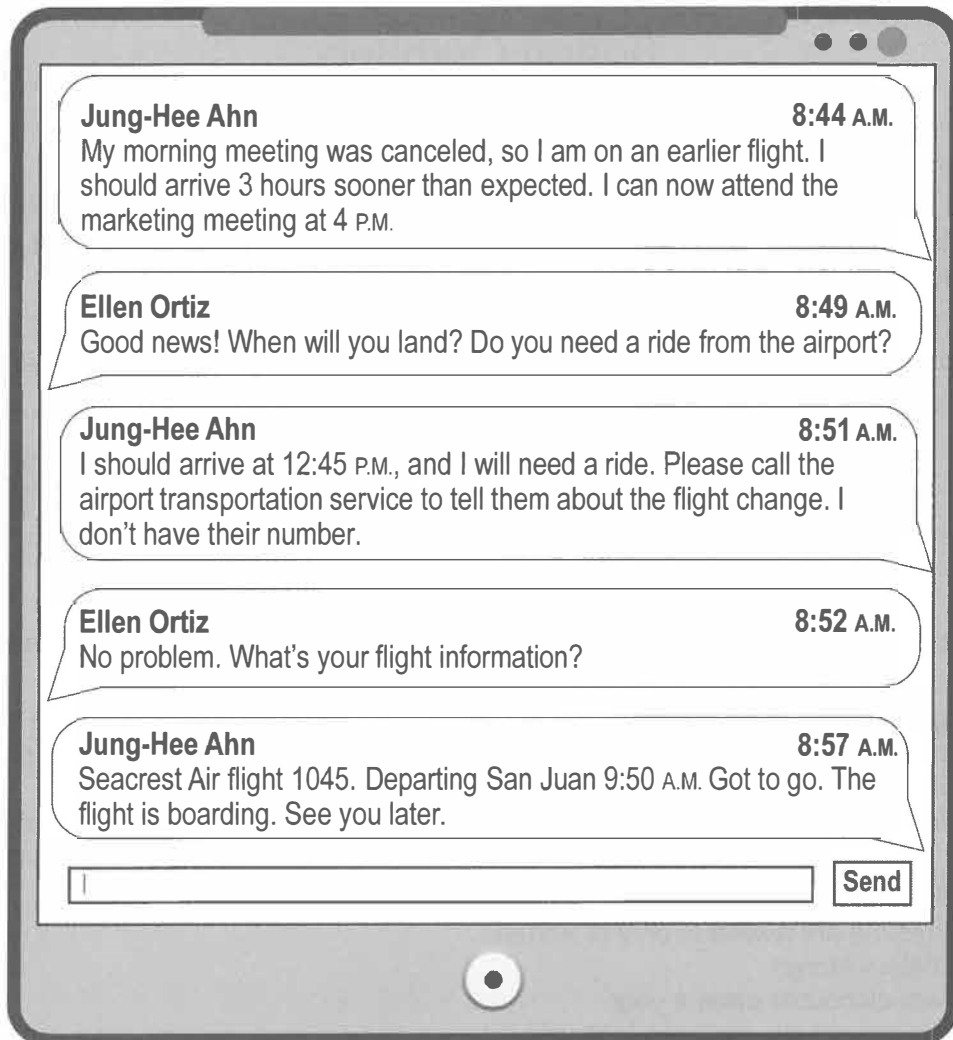 Jung-Hee Ahn 8:44 A.M.
My morning meeting was canceled, so I am on an earlier flight. I
should arrive 3 hours sooner than expected. I can now attend the
marketing meeting at 4 P.M.
Ellen Ortiz 8:49 A.M.
Good news! When will you land? Do you need a ride from the airport?
Jung-Hee Ahn 8:51 A.M.
I should arrive at 12:45 P.M., and I will need a ride. Please call the
airport transportation service to tell them about the flight change. I
don't have their number.
Ellen Ortiz 8:52 A.M.
No problem. What's your flight information?
Jung-Hee Ahn 8:57 A.M.
Seacrest Air flight 1045. Departing San Juan 9:50 A.M. Got to go. The
flight is boarding. See you later.
Send